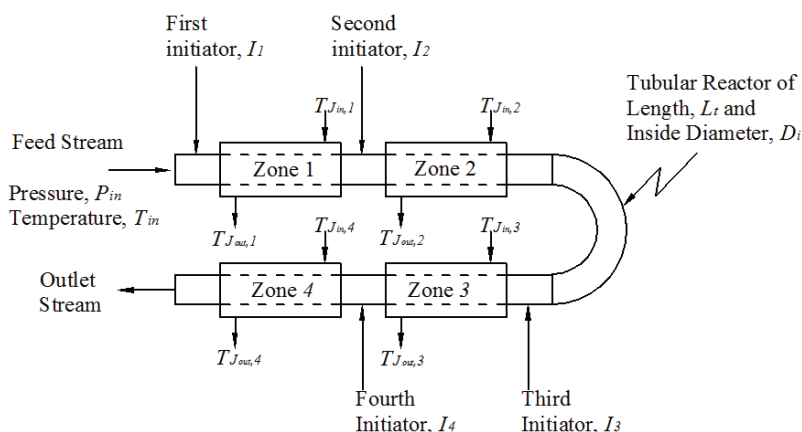 First
initiator, I1
Second
initiator, I2
Tubular Reactor of
Length, Lt and
Inside Diameter, Di
TJin,1
TJin,2
Feed Stream
Zone 1
Zone 2
Pressure, Pin
Temperature, Tin
TJout,1
TJin,4
TJout,2
TJin,3
Outlet
Stream
Zone 4
Zone 3
TJout,4
TJout,3
Fourth
Initiator, I4
Third
Initiator, I3